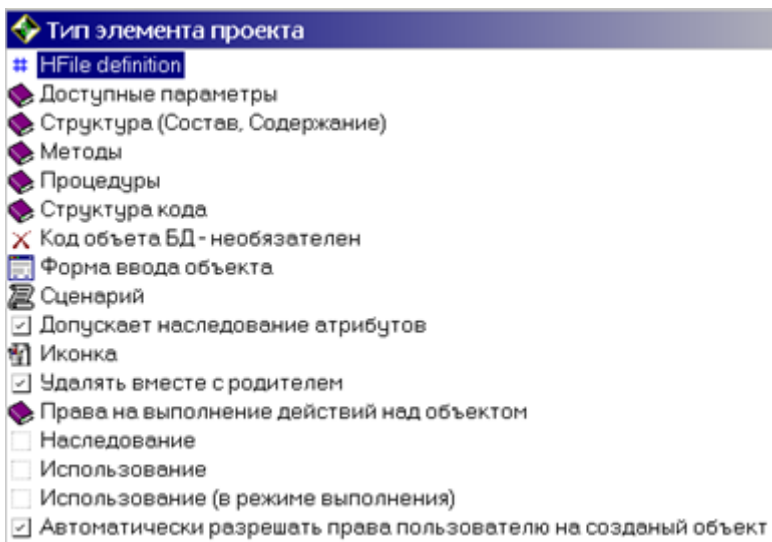 Тип элемента проекта
# HFile definition
Доступные параметры
Структура (Состав, Содержание)
Методы
Процедуры
Структура кода
Код объета БД - необязателен
Форма ввода объекта
Сценарий
Допускает наследование атрибутов
Иконка
Удалять вместе с родителем
Права на выполнение действий над объектом
Наследование
Использование
Использование (в режиме выполнения)
Автоматически разрешать права пользователю на созданый объект